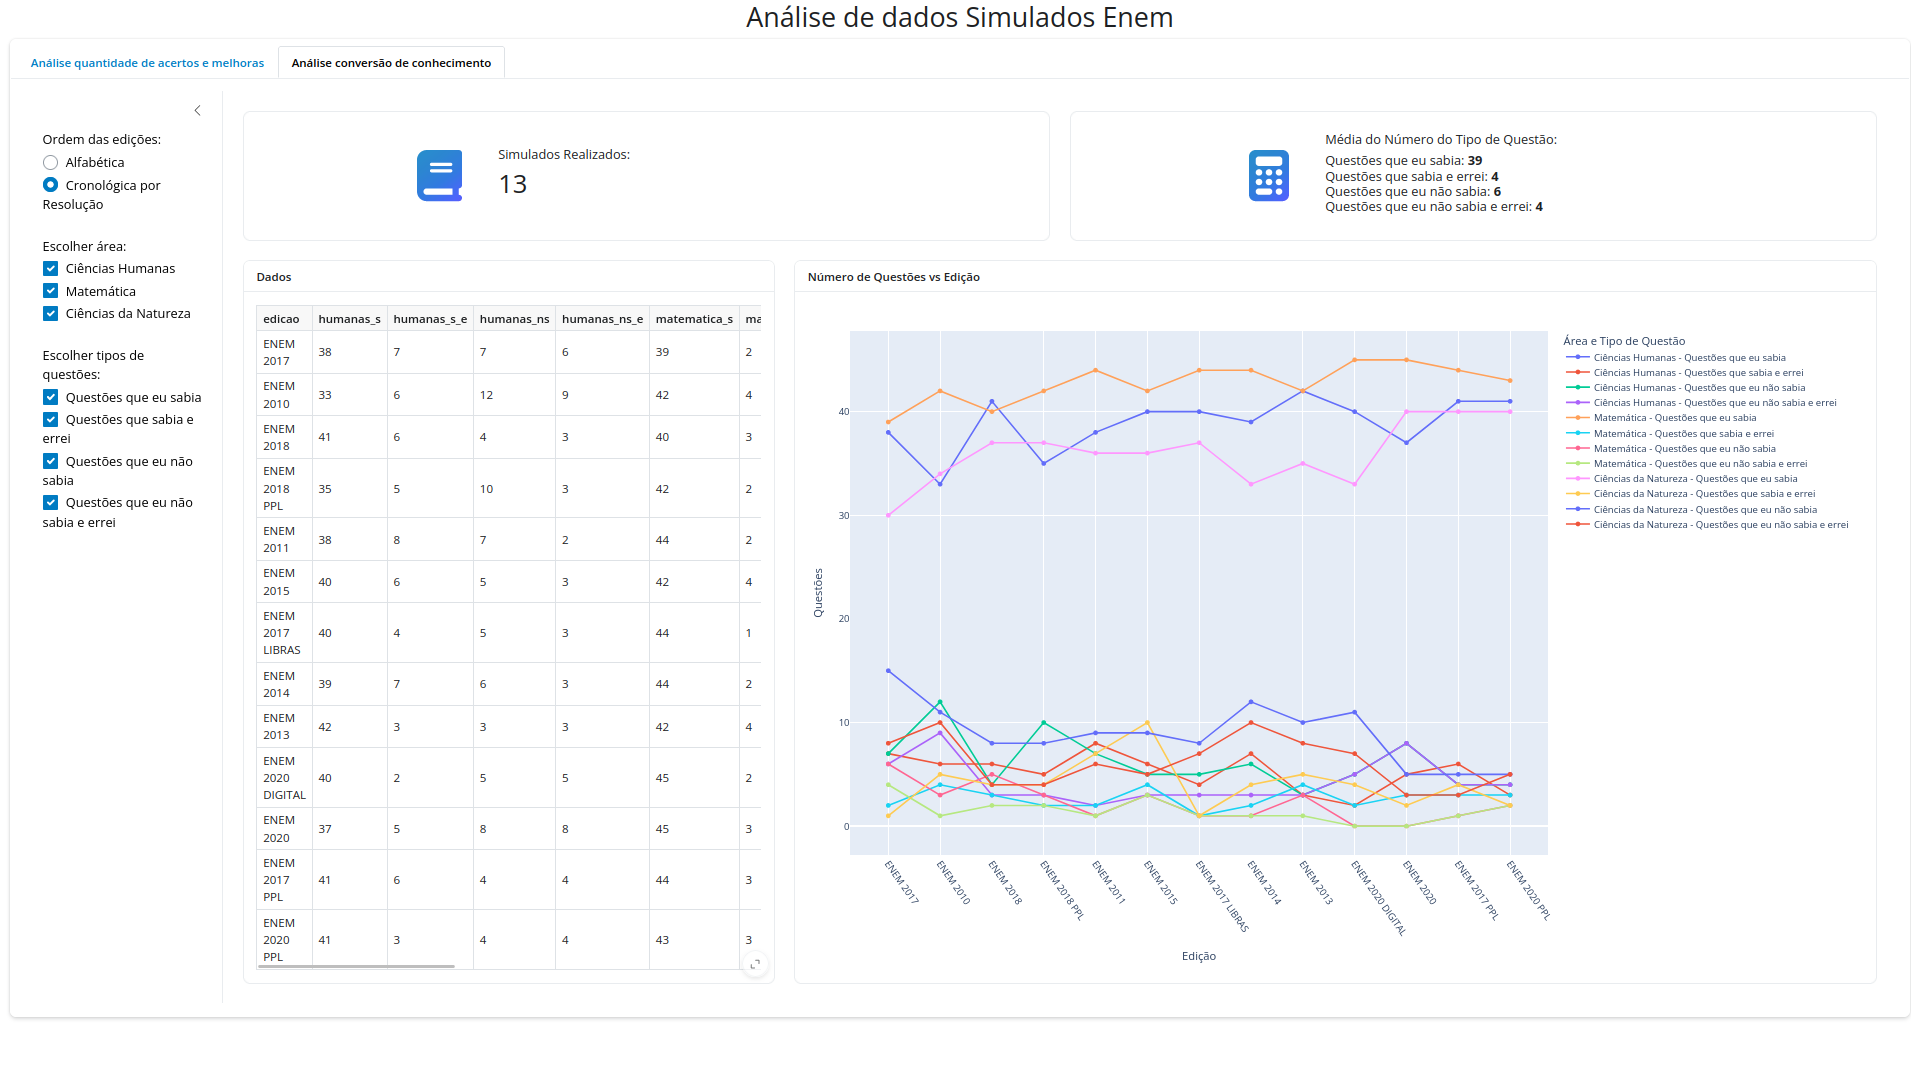 Análise de dados Simulados Enem
Análise quantidade de acertos e melhoras
Análise conversão de conhecimento
Ordem das edições:
Alfabética
Cronológica por
Resolução
Escolher área:
Ciências Humanas
Matemática
Ciências da Natureza
Escolher tipos de
questões:
Questões que eu sabia
Questões que sabia e
errei
Questões que eu não
sabia
Questões que eu não
sabia e errei
Simulados Realizados:
13
Média do Número do Tipo de Questão:
Questões que eu sabia: 39
Questões que sabia e errei: 4
Questões que eu não sabia: 6
Questões que eu não sabia e errei: 4
Dados
edicao humanas_s humanas_s_e humanas_ns humanas_ns_e matematica_s ma
ENEM
2017
38 7 7 6 39 2
ENEM
2010
33 6 12 9 42 4
ENEM
2018
41 6 4 3 40 3
ENEM
2018
PPL
35 5 10 3 42 2
ENEM
2011
38 8 7 2 44 2
ENEM
2015
40 6 5 3 42 4
ENEM
2017
LIBRAS
40 4 5 3 44 1
ENEM
2014
39 7 6 3 44 2
ENEM
2013
42 3 3 3 42 4
ENEM
2020
DIGITAL
40 2 5 5 45 2
ENEM
2020
37 5 8 8 45 3
ENEM
2017
PPL
41 6 4 4 44 3
ENEM
2020
PPL
41 3 4 4 43 3
Número de Questões vs Edição
Questões
40
30
20
10
0
ENEM 2017
ENEM 2010
ENEM 2018
ENEM 2018 PPL
ENEM 2011
ENEM 2015
ENEM 2017 LIBRAS
ENEM 2014
ENEM 2013
ENEM 2020 DIGITAL
ENEM 2020
ENEM 2017 PPL
ENEM 2020 PPL
Edição
Área e Tipo de Questão
Ciências Humanas - Questões que eu sabia
Ciências Humanas - Questões que sabia e errei
Ciências Humanas - Questões que eu não sabia
Ciências Humanas - Questões que eu não sabia e errei
Matemática - Questões que eu sabia
Matemática - Questões que sabia e errei
Matemática - Questões que eu não sabia
Matemática - Questões que eu não sabia e errei
Ciências da Natureza - Questões que eu sabia
Ciências da Natureza - Questões que sabia e errei
Ciências da Natureza - Questões que eu não sabia
Ciências da Natureza - Questões que eu não sabia e errei